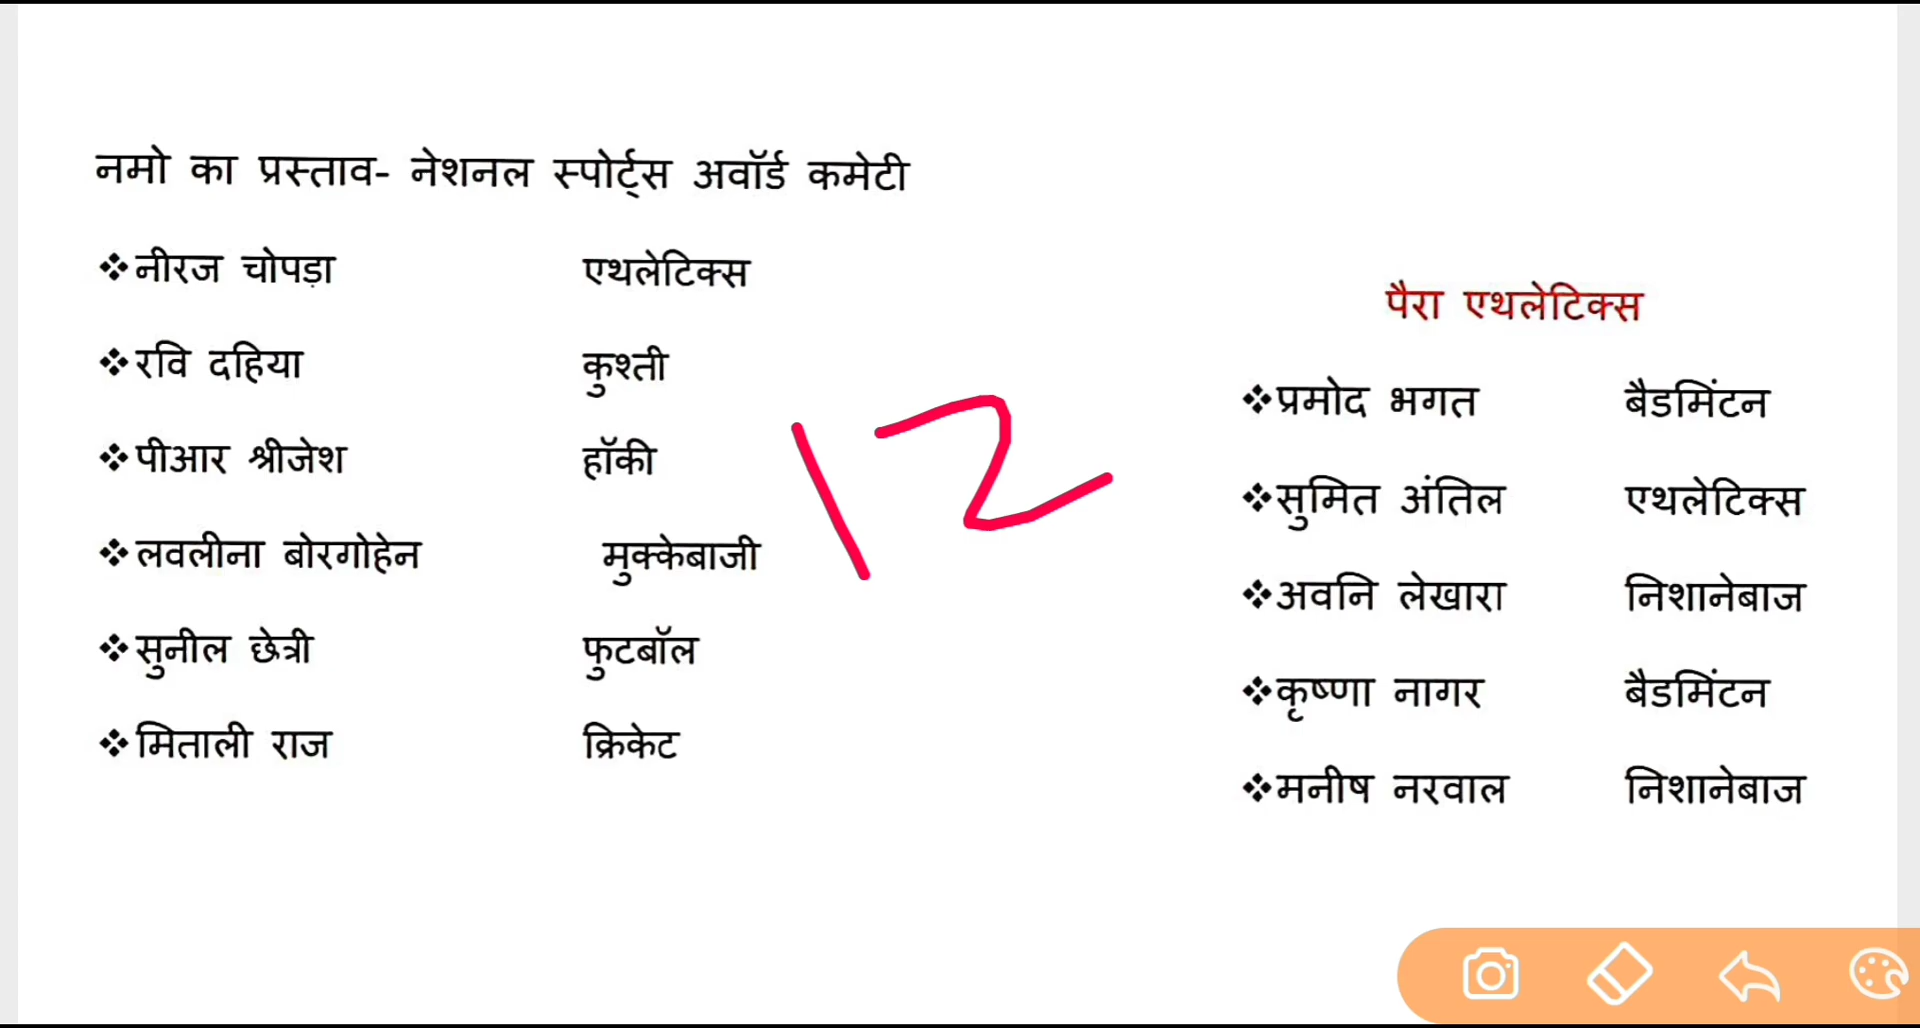 नमो का प्रस्ताव- नेशनल स्पोर्ट्स अवॉर्ड कमेटी
❖नीरज चोपड़ा एथलेटिक्स
❖रवि दहिया कुश्ती
❖पीआर श्रीजेश हॉकी
❖लवलीना बोरगोहेन मुक्केबाजी
❖सुनील छेत्री फुटबॉल
❖मिताली राज क्रिकेट
12
पैरा एथलेटिक्स
❖प्रमोद भगत बैडमिंटन
❖सुमित अंतिल एथलेटिक्स
❖अवनि लेखारा निशानेबाज
❖कृष्णा नागर बैडमिंटन
❖मनीष नरवाल निशानेबाज